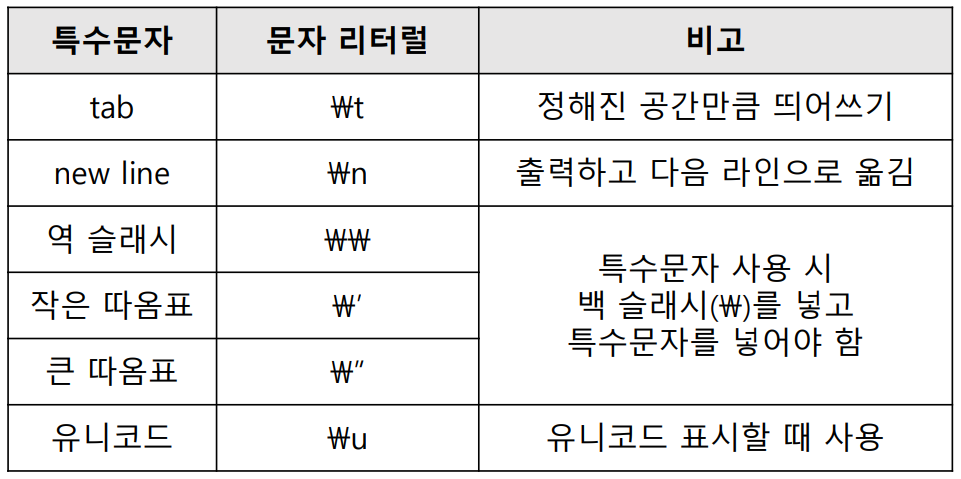 특수문자 문자 리터럴 비고
tab ₩t 정해진 공간만큼 띄어쓰기
new line ₩n 출력하고 다음 라인으로 옮김
역 슬래시 ₩₩
작은 따옴표 ₩′
큰 따옴표 ₩″
특수문자 사용 시
백 슬래시(₩)를 넣고
특수문자를 넣어야 함
유니코드 ₩u 유니코드 표시할 때 사용